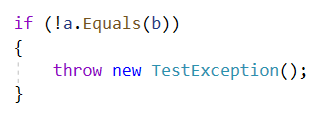 if (!a.Equals(b))
{
    throw new TestException();
}